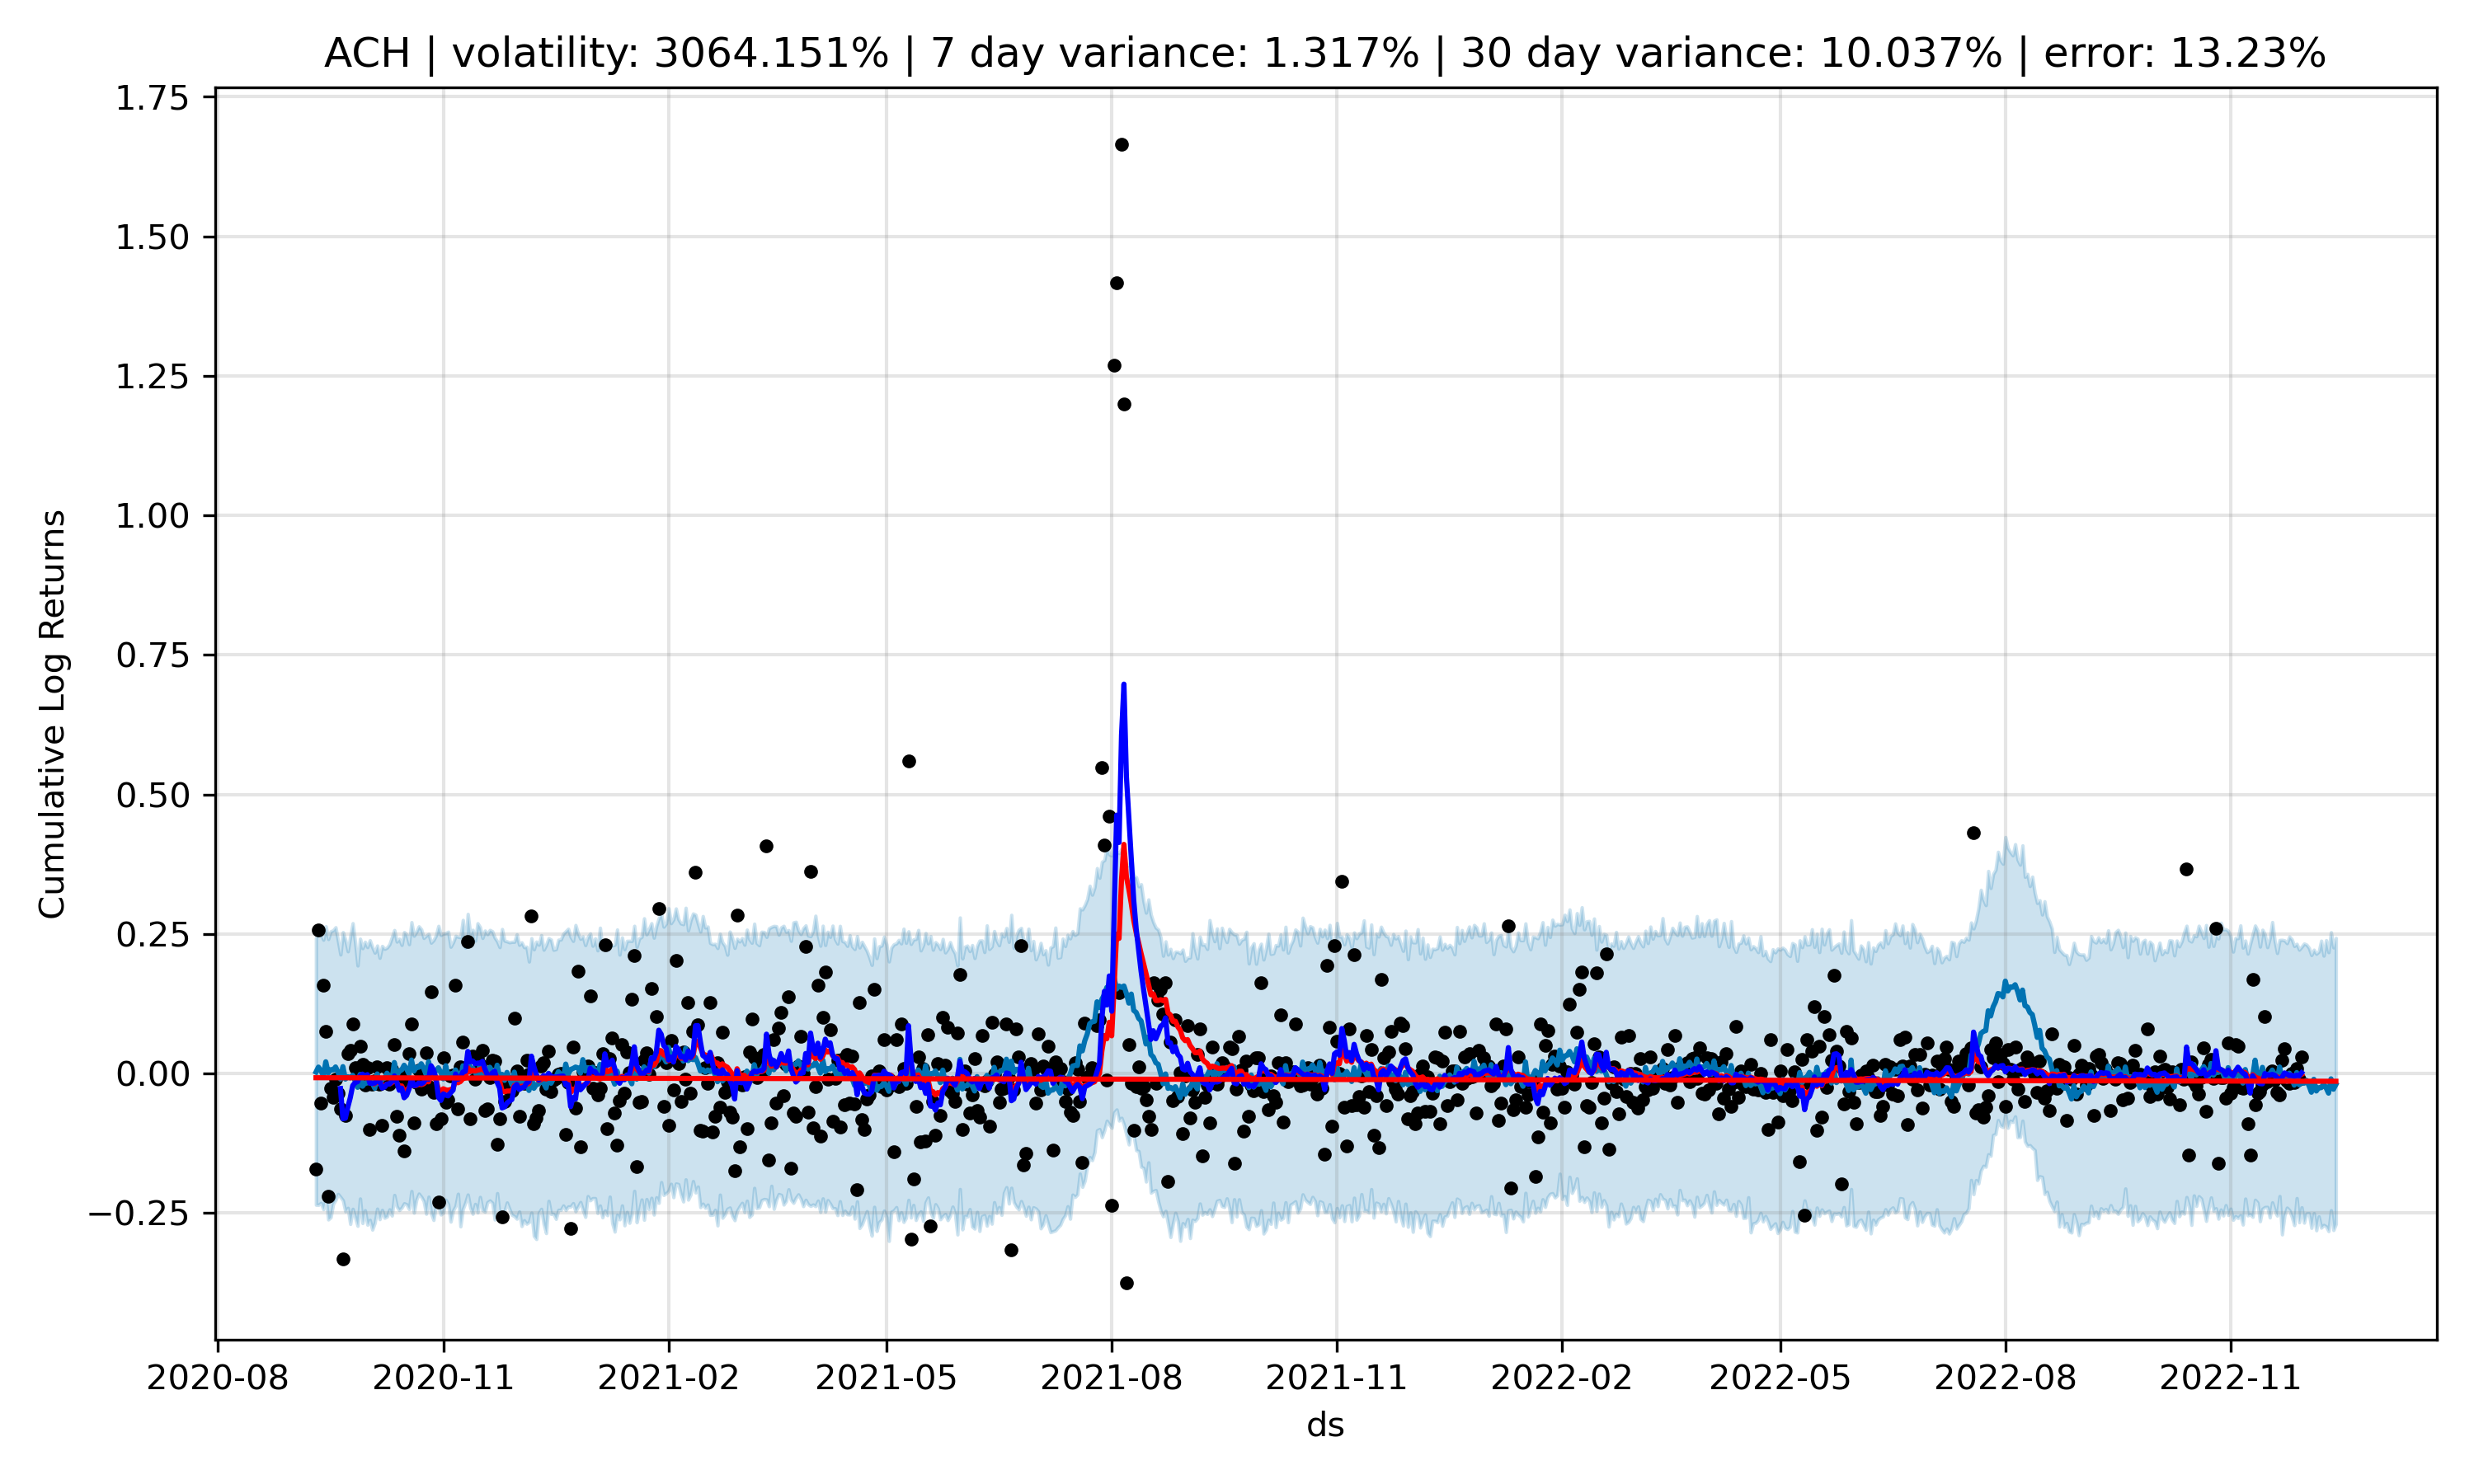 ACH | volatility: 3064.151% | 7 day variance: 1.317% | 30 day variance: 10.037% | error: 13.23%
1.75
1.50
1.25
1.00
0.75
0.50
0.25
0.00
−0.25
Cumulative Log Returns
2020-08 2020-11 2021-02 2021-05 2021-08 2021-11 2022-02 2022-05 2022-08 2022-11
ds